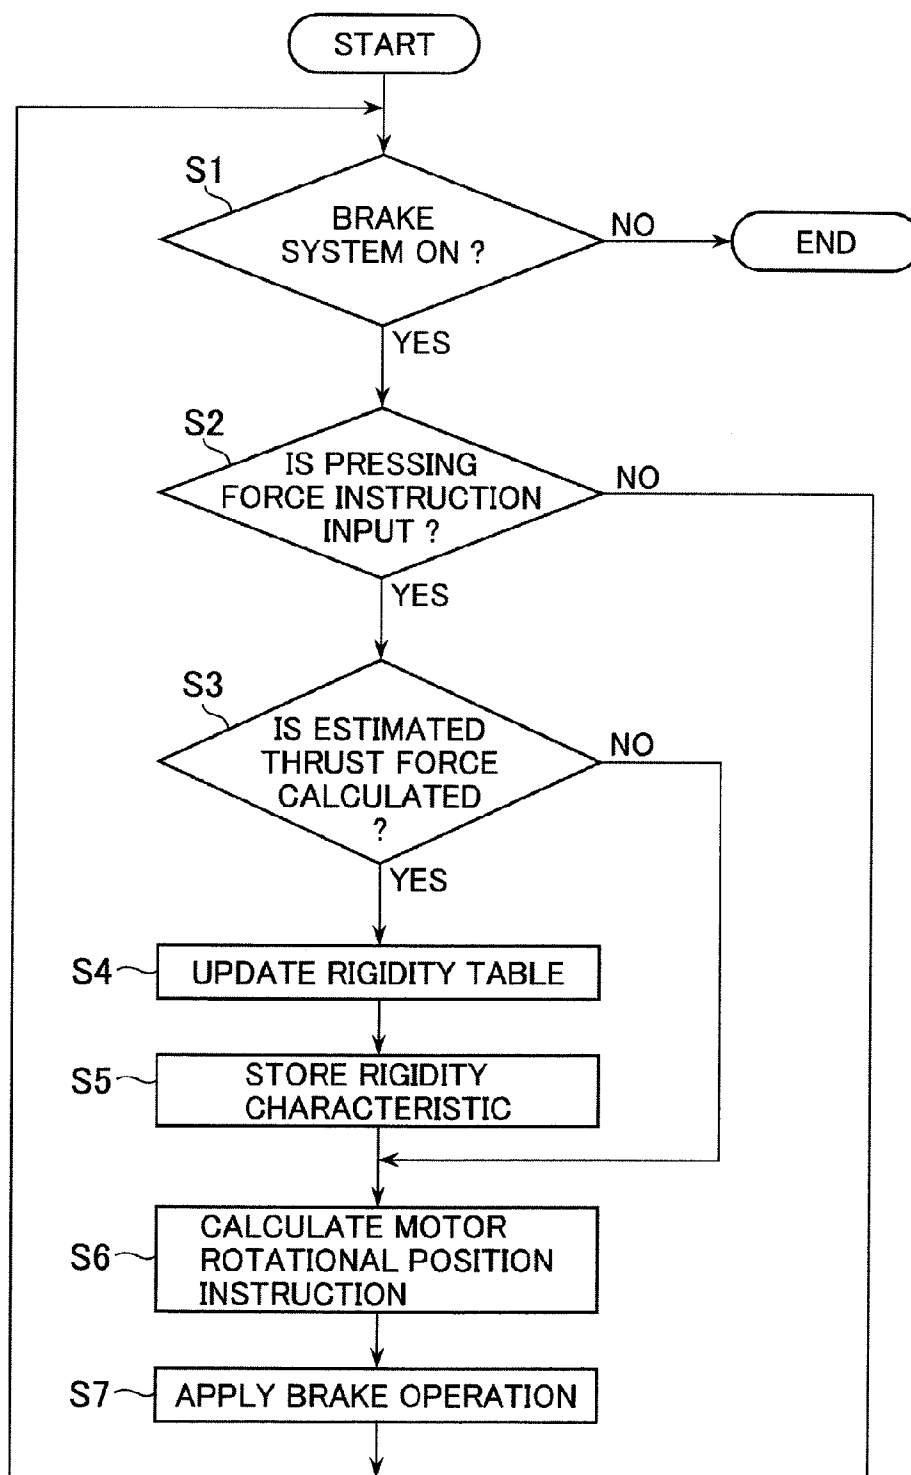 START
S1
BRAKE
SYSTEM ON ?
NO
END
YES
S2
IS PRESSING
FORCE INSTRUCTION
INPUT ?
NO
YES
S3
IS ESTIMATED
THRUST FORCE
CALCULATED
?
NO
YES
S4
UPDATE RIGIDITY TABLE
S5
STORE RIGIDITY
CHARACTERISTIC
S6
CALCULATE MOTOR
ROTATIONAL POSITION
INSTRUCTION
S7
APPLY BRAKE OPERATION